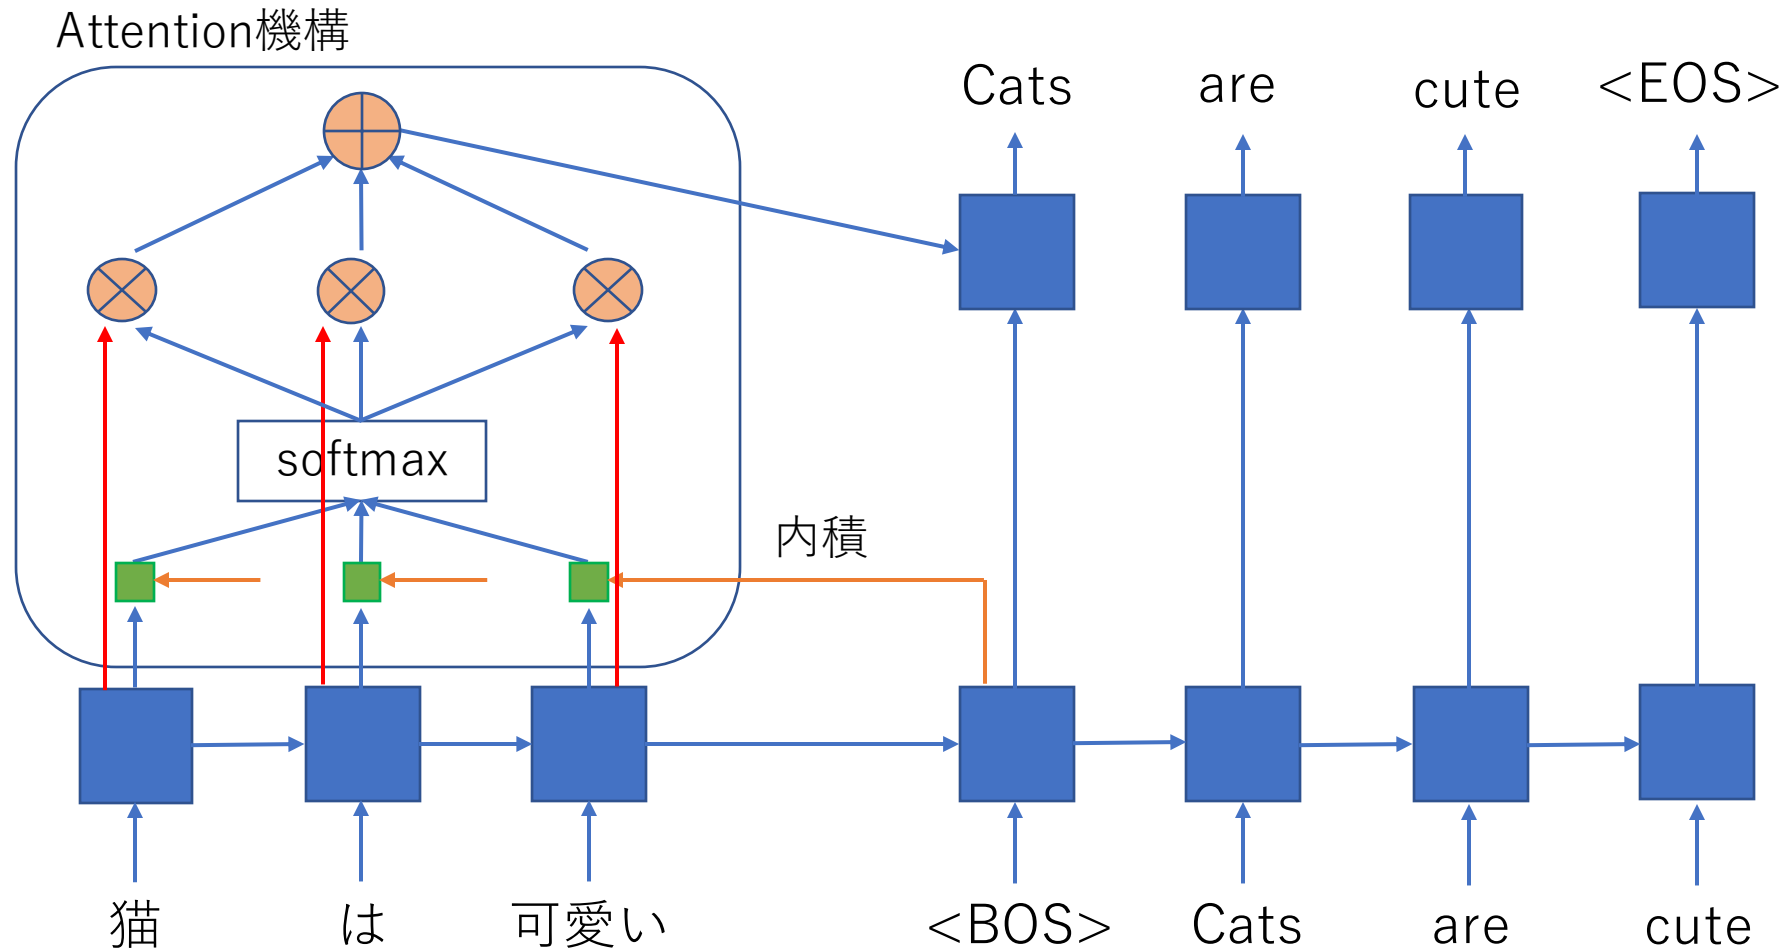 Attention機構
Cats are cute <EOS>
softmax
内積
猫 は 可愛い <BOS> Cats are cute